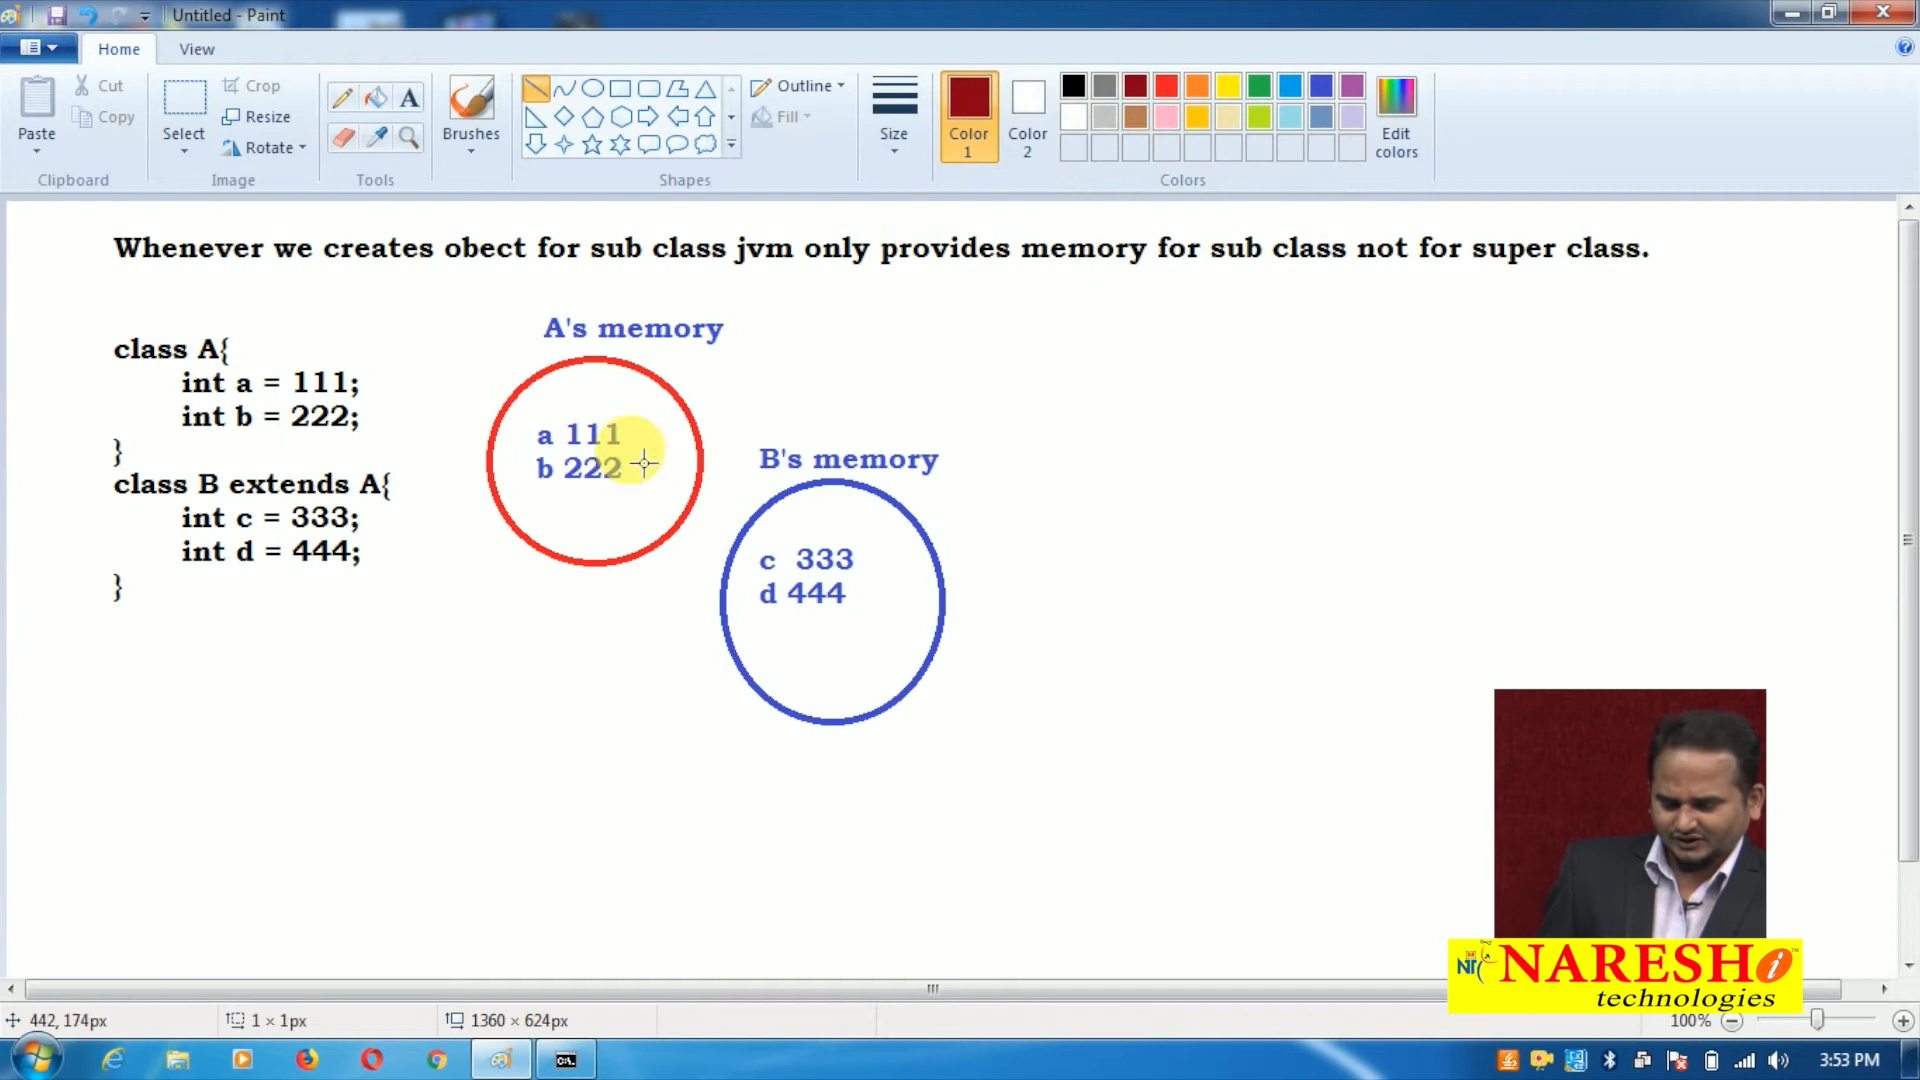 Untitled - Paint
Home
View
Paste
Cut
Copy
Clipboard
Select
Crop
Resize
Rotate
Image
Tools
Brushes
Shapes
Outline
Fill
Size
Color 1
Color 2
Edit colors
Colors
Whenever we creates obect for sub class jvm only provides memory for sub class not for super class.
class A{
int a = 111;
int b = 222;
}
class B extends A{
int c = 333;
int d = 444;
}
A's memory
a 111
b 222
B's memory
c 333
d 444
NT
NARESH i
technologies
442, 174px
1 × 1px
1360 × 624px
100%
C:\.
3:53 PM